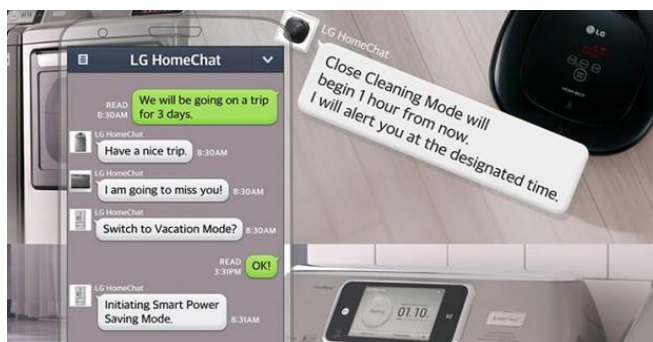 LG HomeChat
READ
8:30AM
We will be going on a trip
for 3 days.
LG HomeChat
Have a nice trip.
8:30AM
LG HomeChat
I am going to miss you!
8:30AM
LG HomeChat
Switch to Vacation Mode?
8:30AM
READ
3:31PM
OK!
LG HomeChat
Initiating Smart Power
Saving Mode.
8:31AM
LG HomeChat
Close Cleaning Mode will
begin 1 hour from now.
I will alert you at the designated time.
LG
HOM-BOT
01.10.